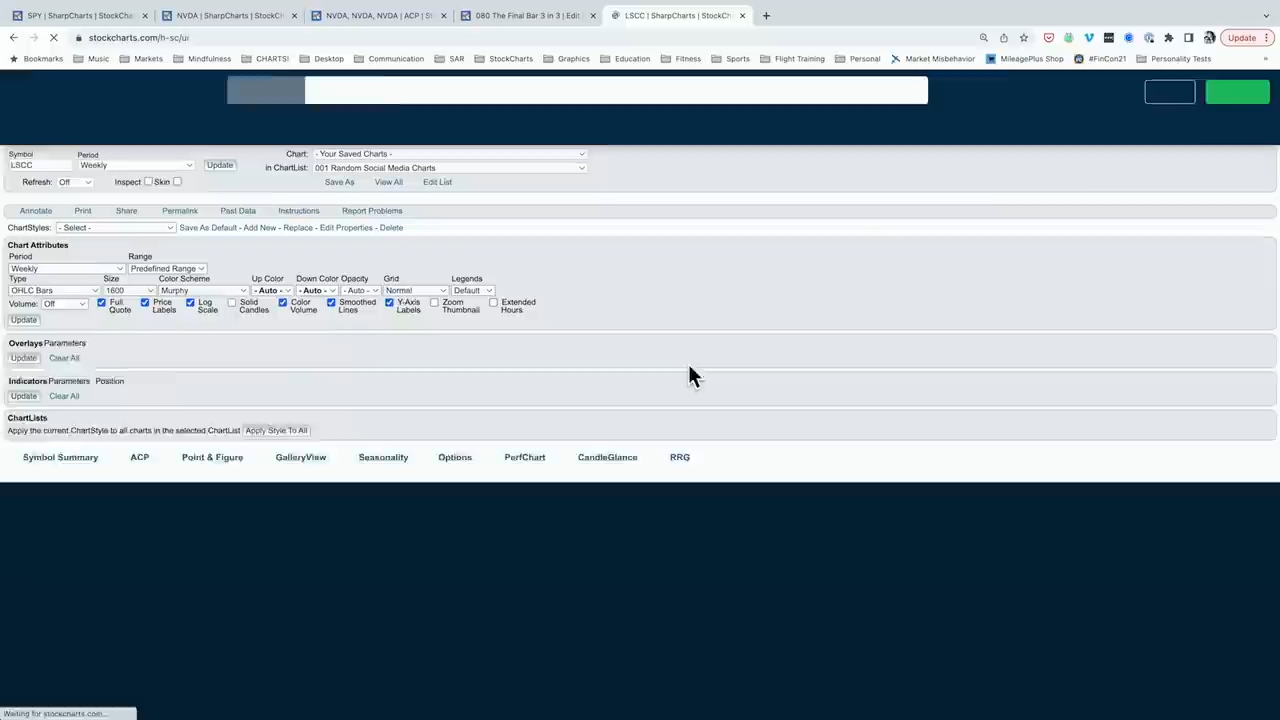 SPY | SharpCharts | StockCha
NVDA | SharpCharts | StockCh
NVDA, NVDA, NVDA | ACP | St
080 The Final Bar 3 in 3 | Edit
LSCC | SharpCharts | StockCh
stockcharts.com/h-sc/ui
Update
Bookmarks Music Markets Mindfulness CHARTS! Desktop Communication SAR StockCharts Graphics Education Fitness Sports Flight Training Personal Market Misbehavior MileagePlus Shop #FinCon21 Personality Tests
Symbol Period Chart: - Your Saved Charts -
LSCC Weekly Update in ChartList: 001 Random Social Media Charts
Refresh: Off Inspect Skin Save As View All Edit List
Annotate Print Share Permalink Past Data Instructions Report Problems
ChartStyles: - Select - Save As Default - Add New - Replace - Edit Properties - Delete
Chart Attributes
Period Range
Weekly Predefined Range
Type Size Color Scheme Up Color Down Color Opacity Grid Legends
OHLC Bars 1600 Murphy - Auto - - Auto - - Auto - Normal Default
Volume: Off Full Quote Price Labels Log Scale Solid Candles Color Volume Smoothed Lines Y-Axis Labels Zoom Thumbnail Extended Hours
Update
Overlays Parameters
Update Clear All
Indicators Parameters Position
Update Clear All
ChartLists
Apply the current ChartStyle to all charts in the selected ChartList Apply Style To All
Symbol Summary ACP Point & Figure GalleryView Seasonality Options PerfChart CandleGlance RRG
Waiting for stockcharts.com...